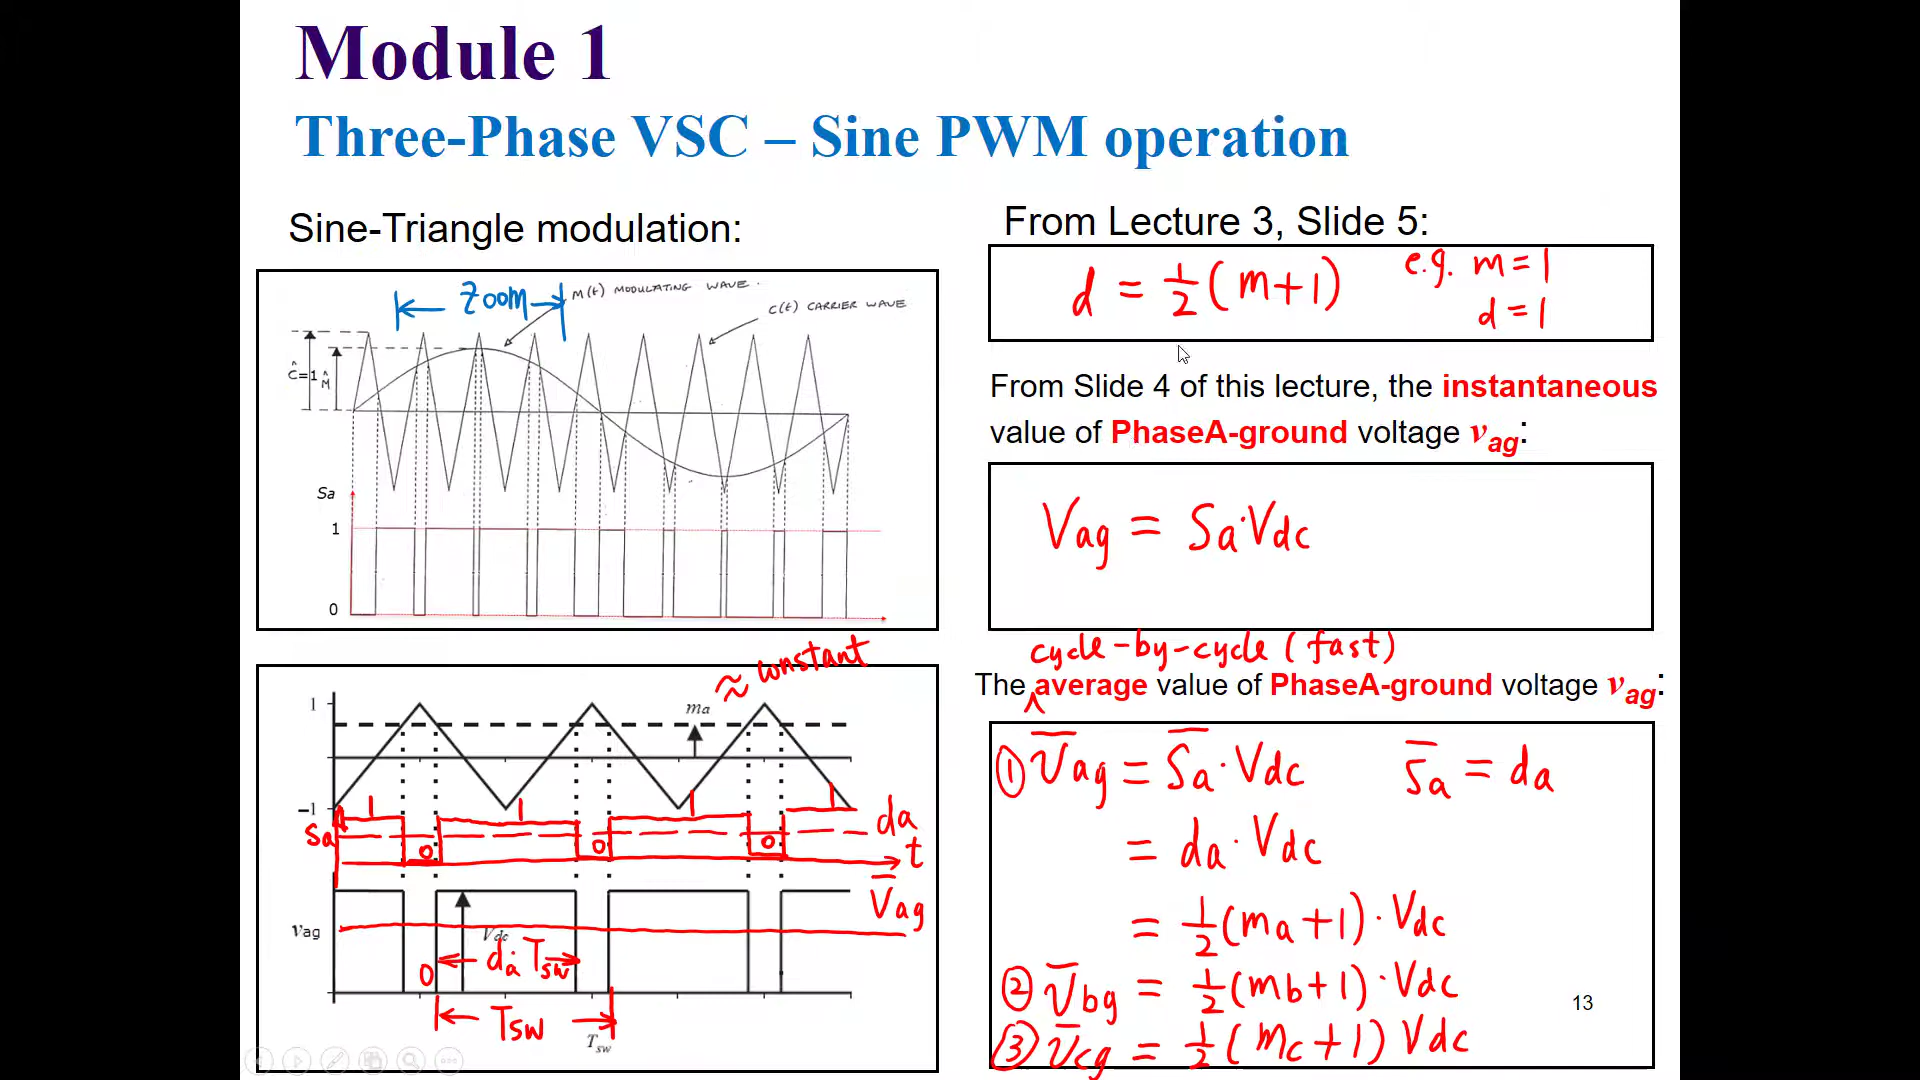 Module 1
Three-Phase VSC – Sine PWM operation
Sine-Triangle modulation:
Zoom
M(t) MODULATING WAVE.
C(t) CARRIER WAVE
Ĉ=1
M̂
Sa
1
0
≈ constant
1
ma
-1
1 1 1 1
Sa
0 0 0
da
t
V̄ag
vag
Vdc
0
da Tsw
Tsw
Tsw
From Lecture 3, Slide 5:
d = 1/2 (m+1)
e.g. m = 1
d = 1
From Slide 4 of this lecture, the instantaneous
value of PhaseA-ground voltage vag:
Vag = Sa·Vdc
cycle-by-cycle (fast)
The ^ average value of PhaseA-ground voltage vag:
① v̄ag = S̄a·Vdc S̄a = da
= da·Vdc
= 1/2 (ma+1)·Vdc
② v̄bg = 1/2 (mb+1)·Vdc
③ v̄cg = 1/2 (mc+1) Vdc
13